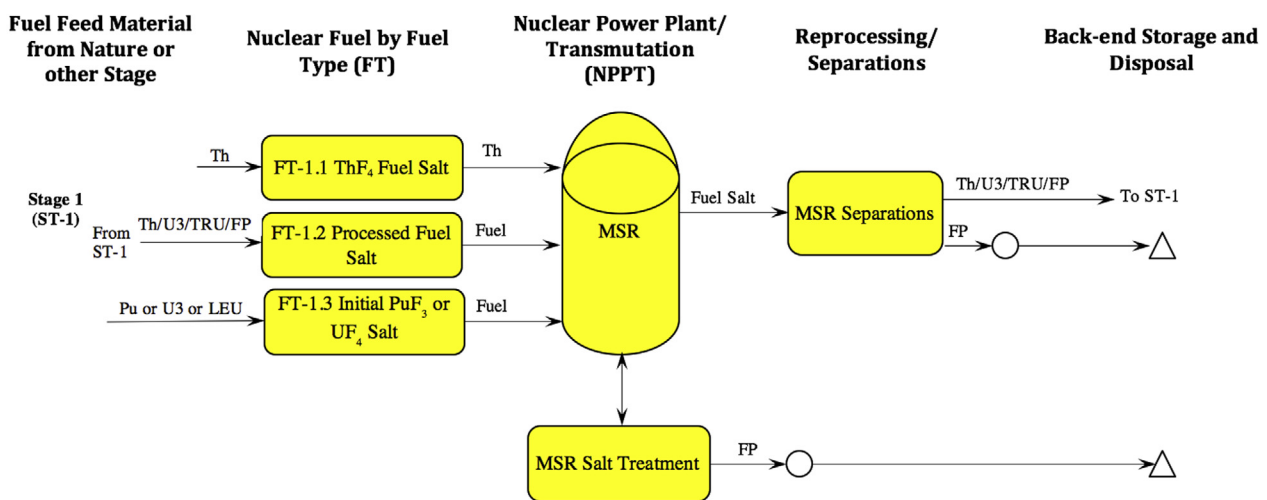 Fuel Feed Material
from Nature or
other Stage
Nuclear Fuel by Fuel
Type (FT)
Nuclear Power Plant/
Transmutation
(NPPT)
Reprocessing/
Separations
Back-end Storage and
Disposal
Stage 1
(ST-1)
Th
FT-1.1 ThF₄ Fuel Salt
Th
From
ST-1
Th/U3/TRU/FP
FT-1.2 Processed Fuel
Salt
Fuel
Pu or U3 or LEU
FT-1.3 Initial PuF₃ or
UF₄ Salt
Fuel
MSR
Fuel Salt
MSR Separations
Th/U3/TRU/FP
To ST-1
FP
MSR Salt Treatment
FP